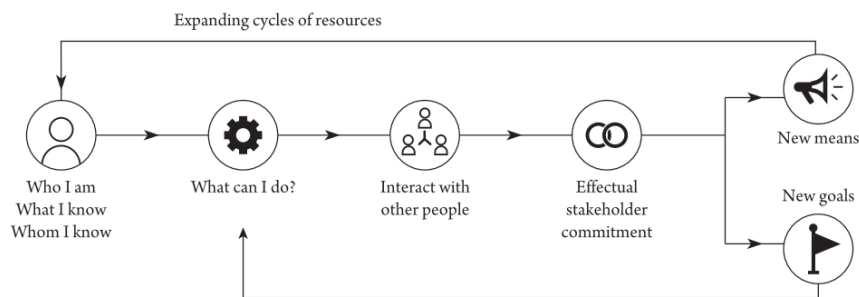 Expanding cycles of resources
Who I am
What I know
Whom I know
What can I do?
Interact with
other people
Effectual
stakeholder
commitment
New means
New goals